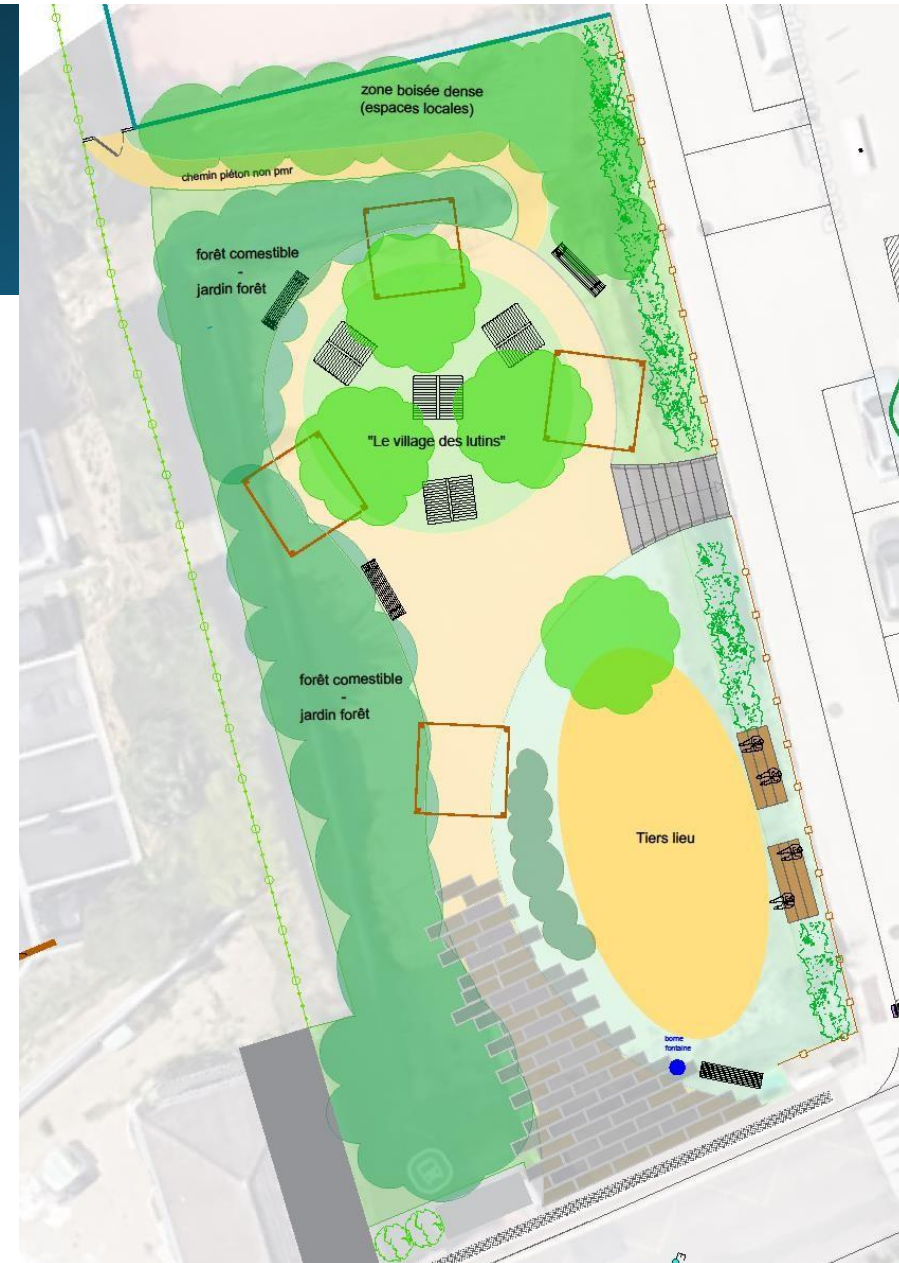 zone boisée dense
(espaces locales)
chemin piéton non pmr
forêt comestible
-
jardin forêt
"Le village des lutins"
forêt comestible
-
jardin forêt
Tiers lieu
borne
fontaine